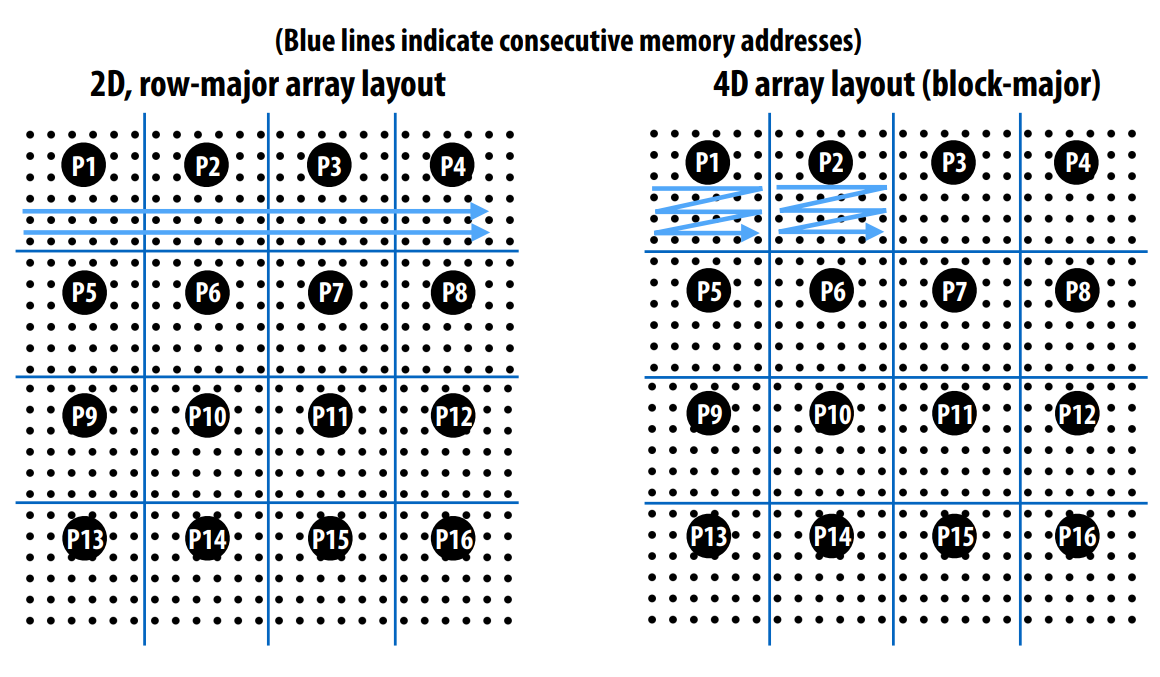 (Blue lines indicate consecutive memory addresses)
2D, row-major array layout
4D array layout (block-major)
P1 P2 P3 P4
P5 P6 P7 P8
P9 P10 P11 P12
P13 P14 P15 P16
P1 P2 P3 P4
P5 P6 P7 P8
P9 P10 P11 P12
P13 P14 P15 P16